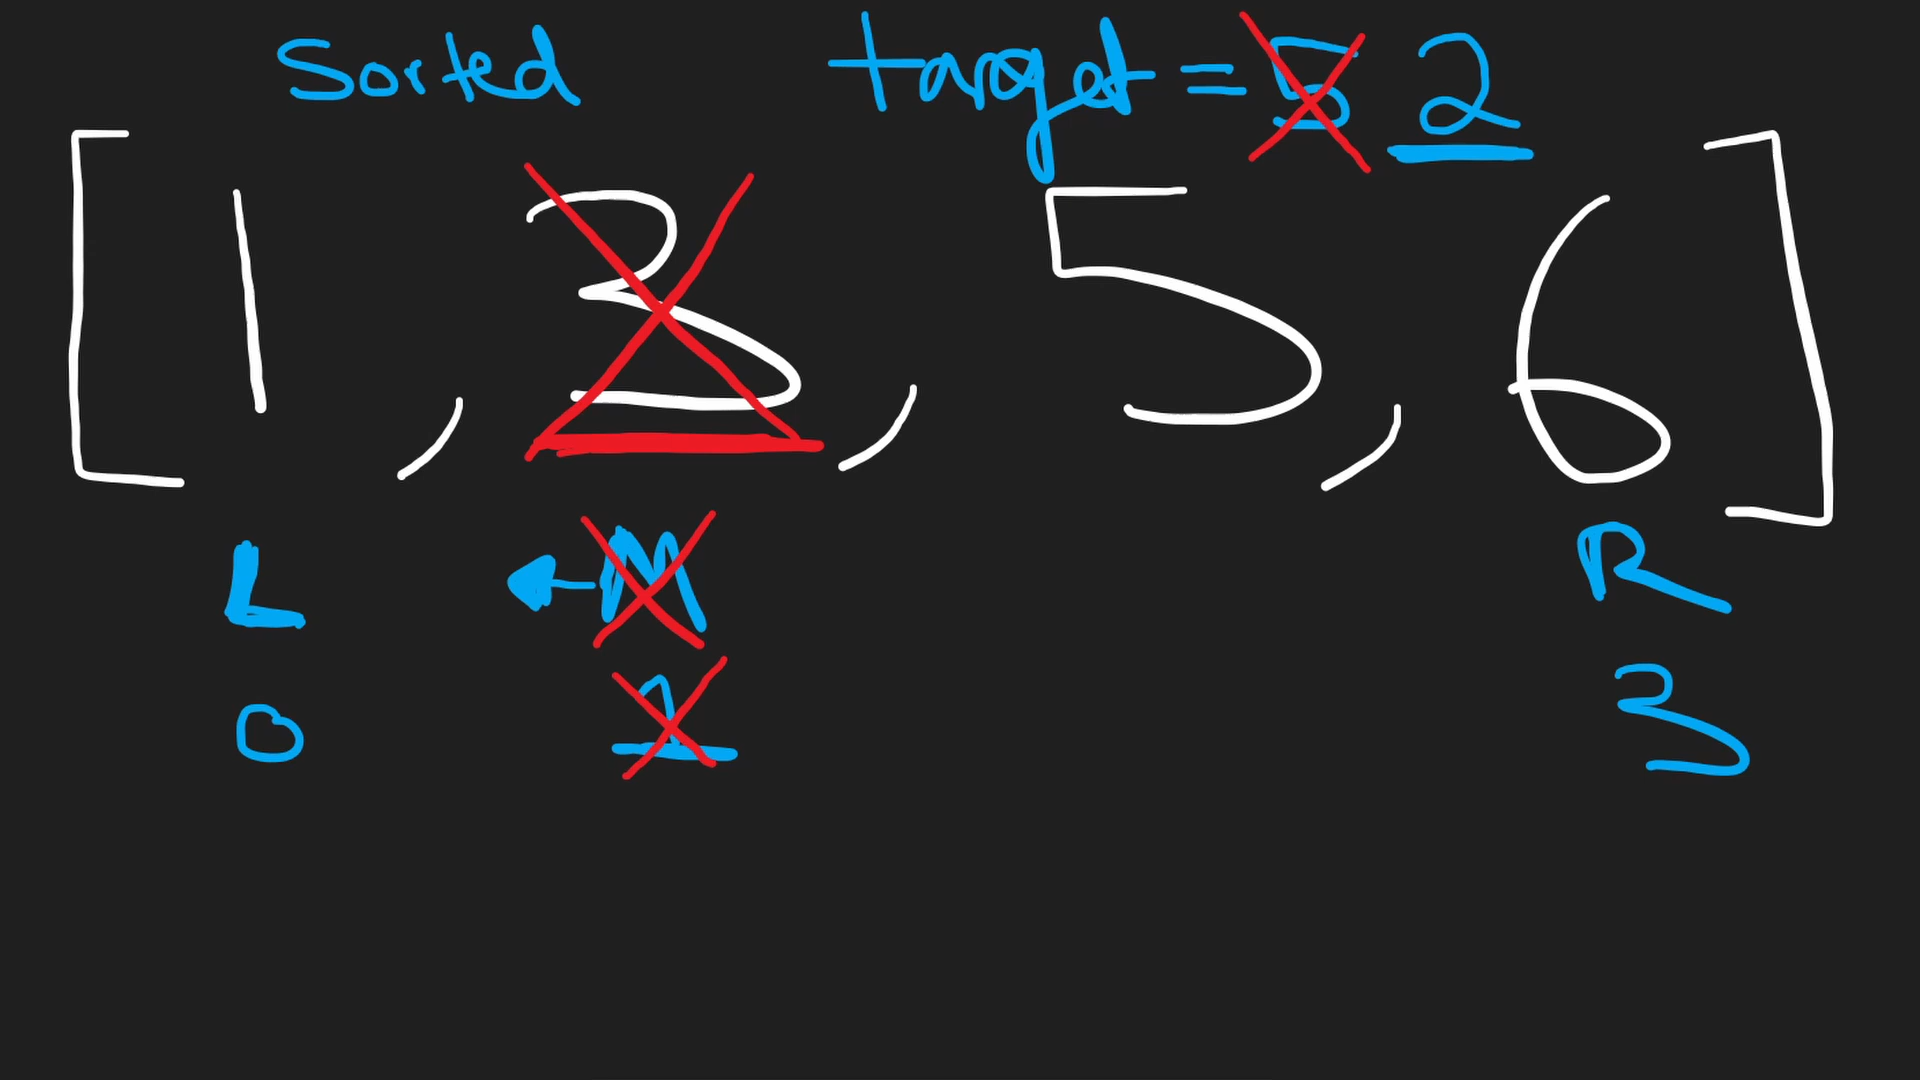 Sorted target = 5 2
[1, 3, 5, 6]
L M R
0 1 3